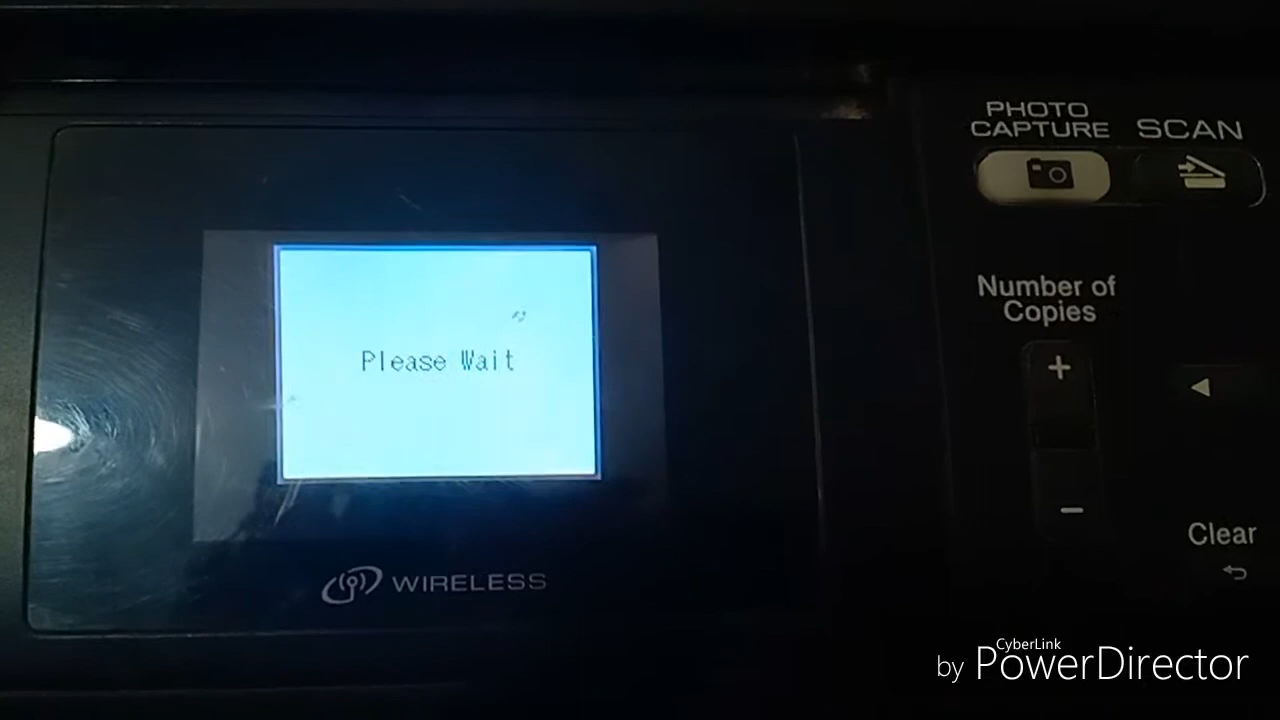 PHOTO
CAPTURE
SCAN
Please Wait
Number of
Copies
+
-
Clear
WIRELESS
CyberLink
by PowerDirector